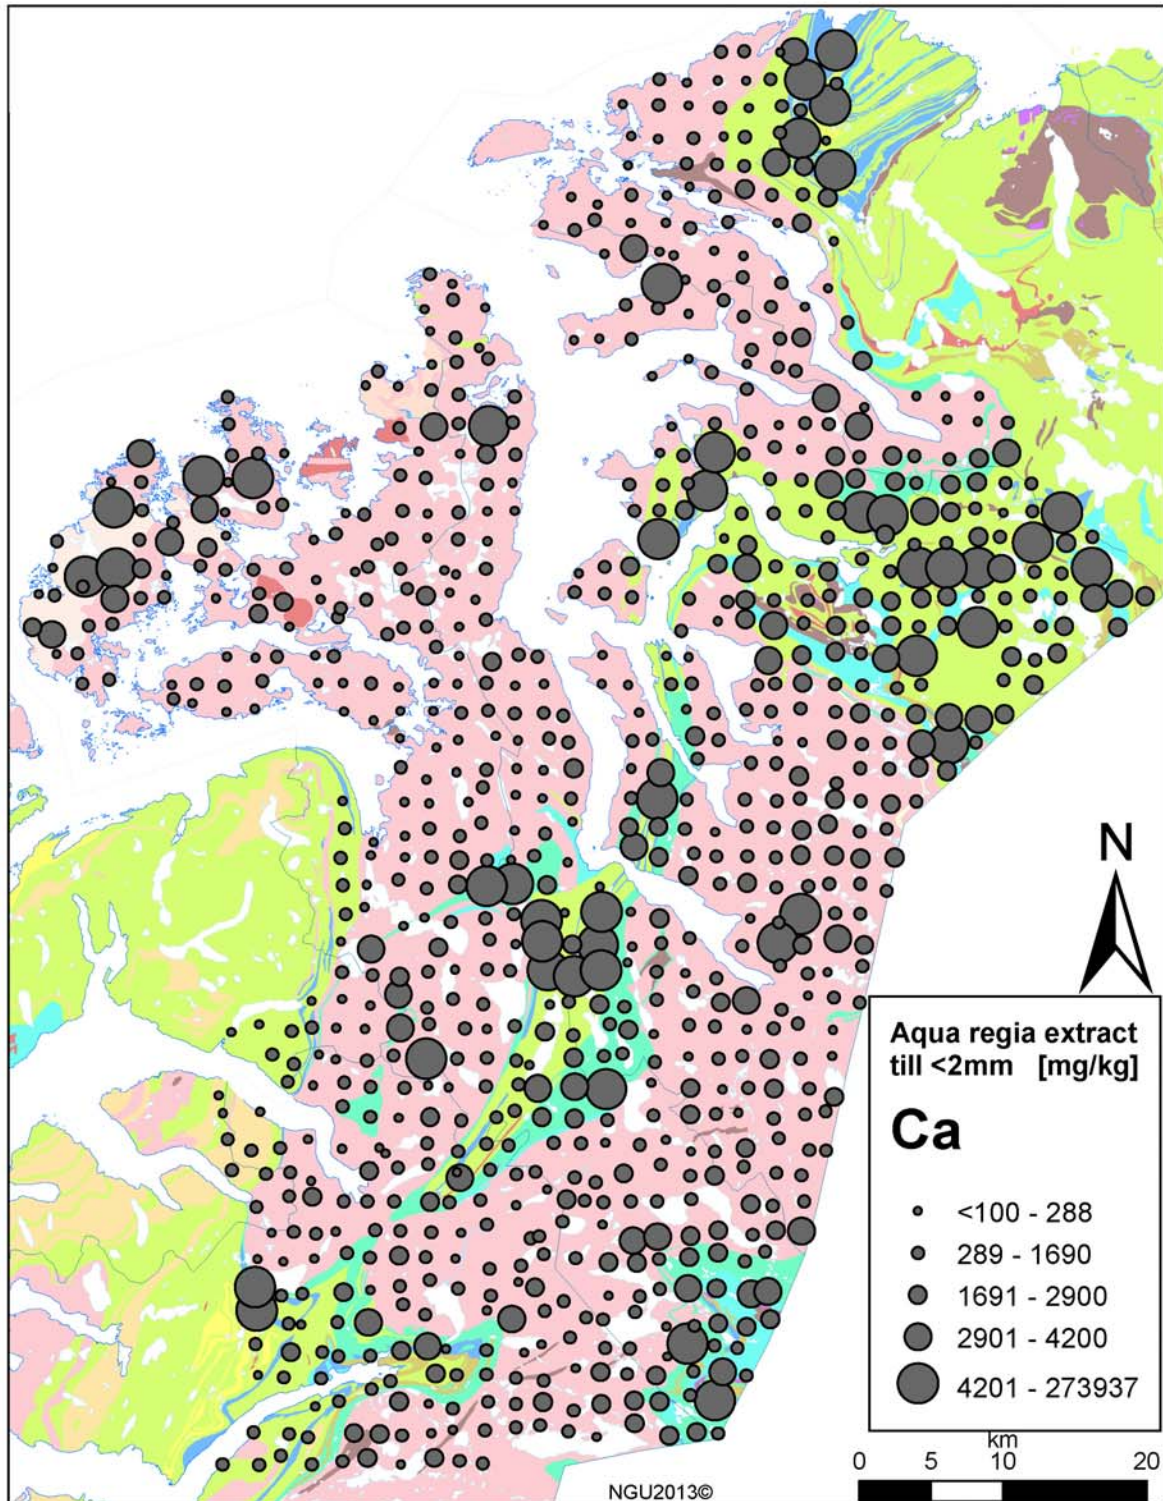 N
Aqua regia extract
till <2mm [mg/kg]
Ca
<100 - 288
289 - 1690
1691 - 2900
2901 - 4200
4201 - 273937
km
0 5 10 20
NGU2013©